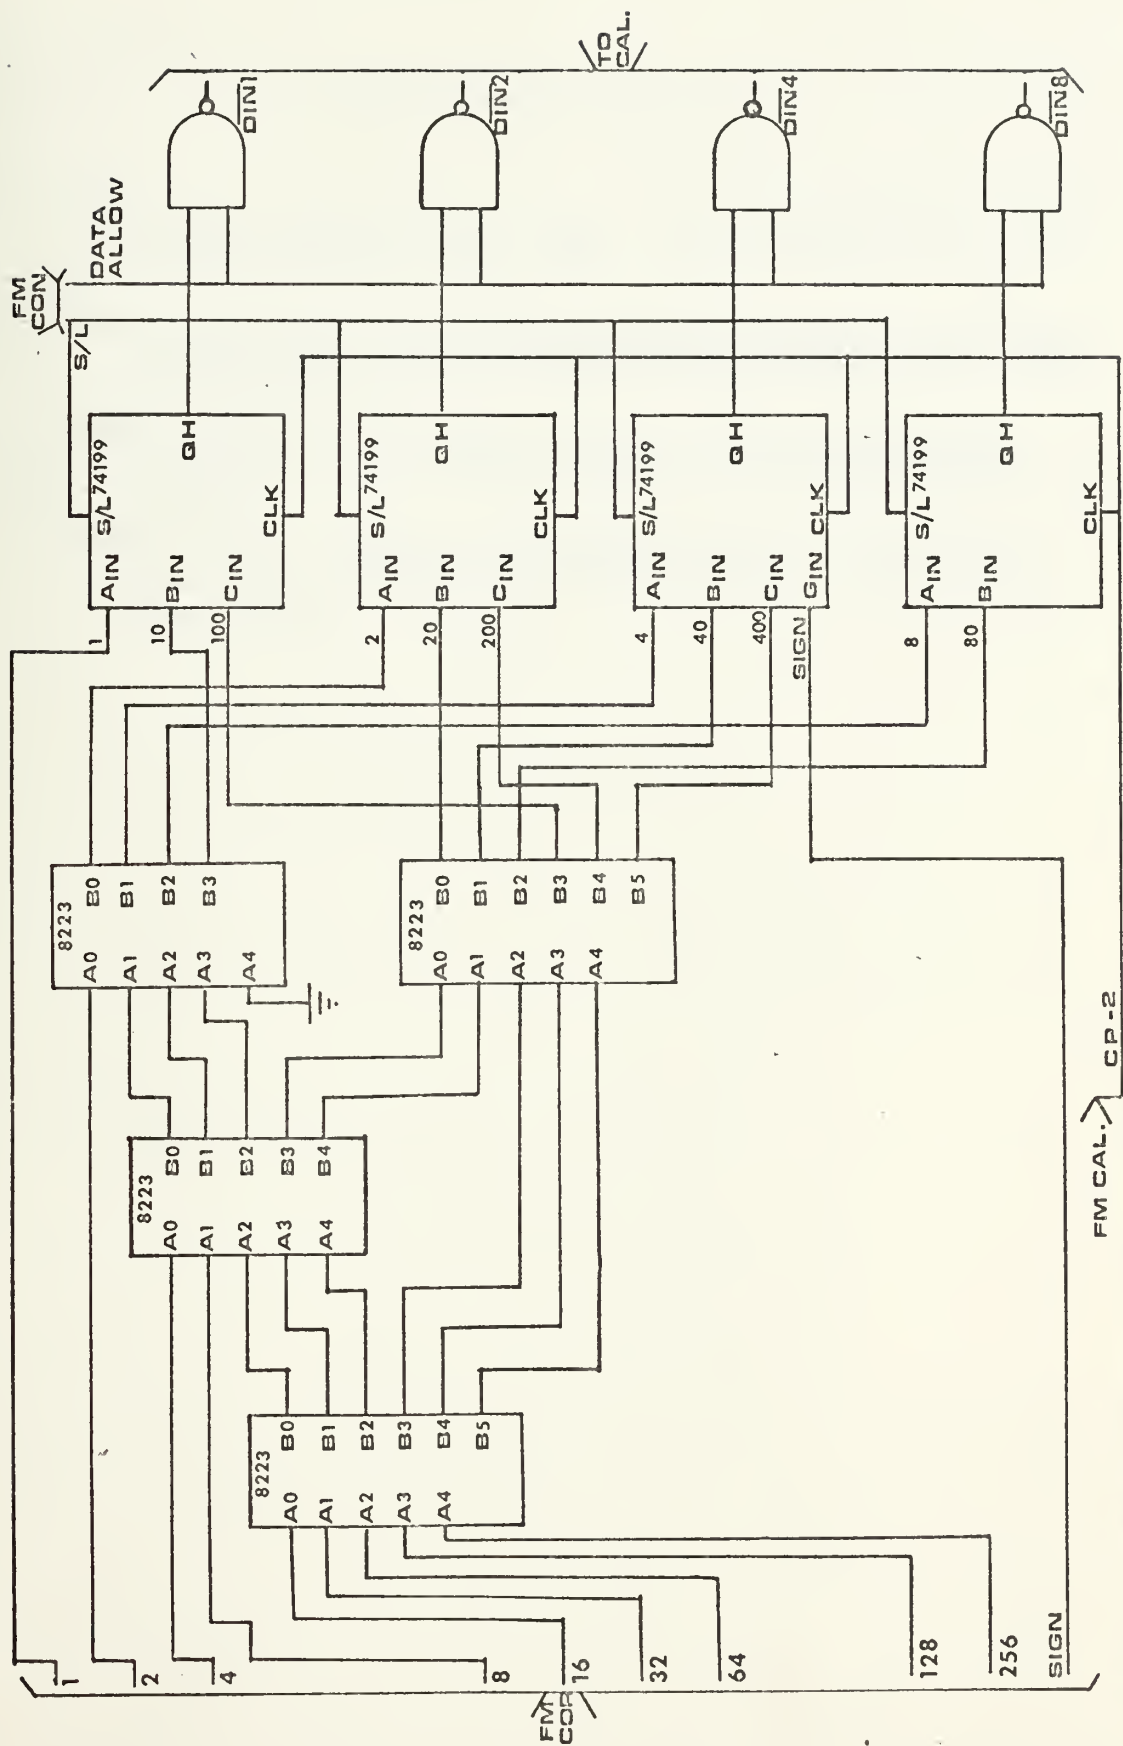 TO
CAL.
DIN1
DIN2
DIN4
DIN8
FM
CON
DATA
ALLOW
S/L
S/L 74199
QH
AIN
BIN
CIN
CLK
S/L 74199
QH
AIN
BIN
CIN
CLK
S/L 74199
QH
AIN
BIN
CIN
GIN
CLK
S/L 74199
QH
AIN
BIN
CLK
1
10
100
2
20
200
4
40
400
SIGN
8
80
8223
A0 B0
A1 B1
A2 B2
A3 B3
A4
8223
A0 B0
A1 B1
A2 B2
A3 B3
A4 B4
B5
8223
A0 B0
A1 B1
A2 B2
A3 B3
A4 B4
8223
A0 B0
A1 B1
A2 B2
A3 B3
A4 B4
B5
FM CAL.
CP-2
1
2
4
8
16
32
64
128
256
SIGN
FM
COR